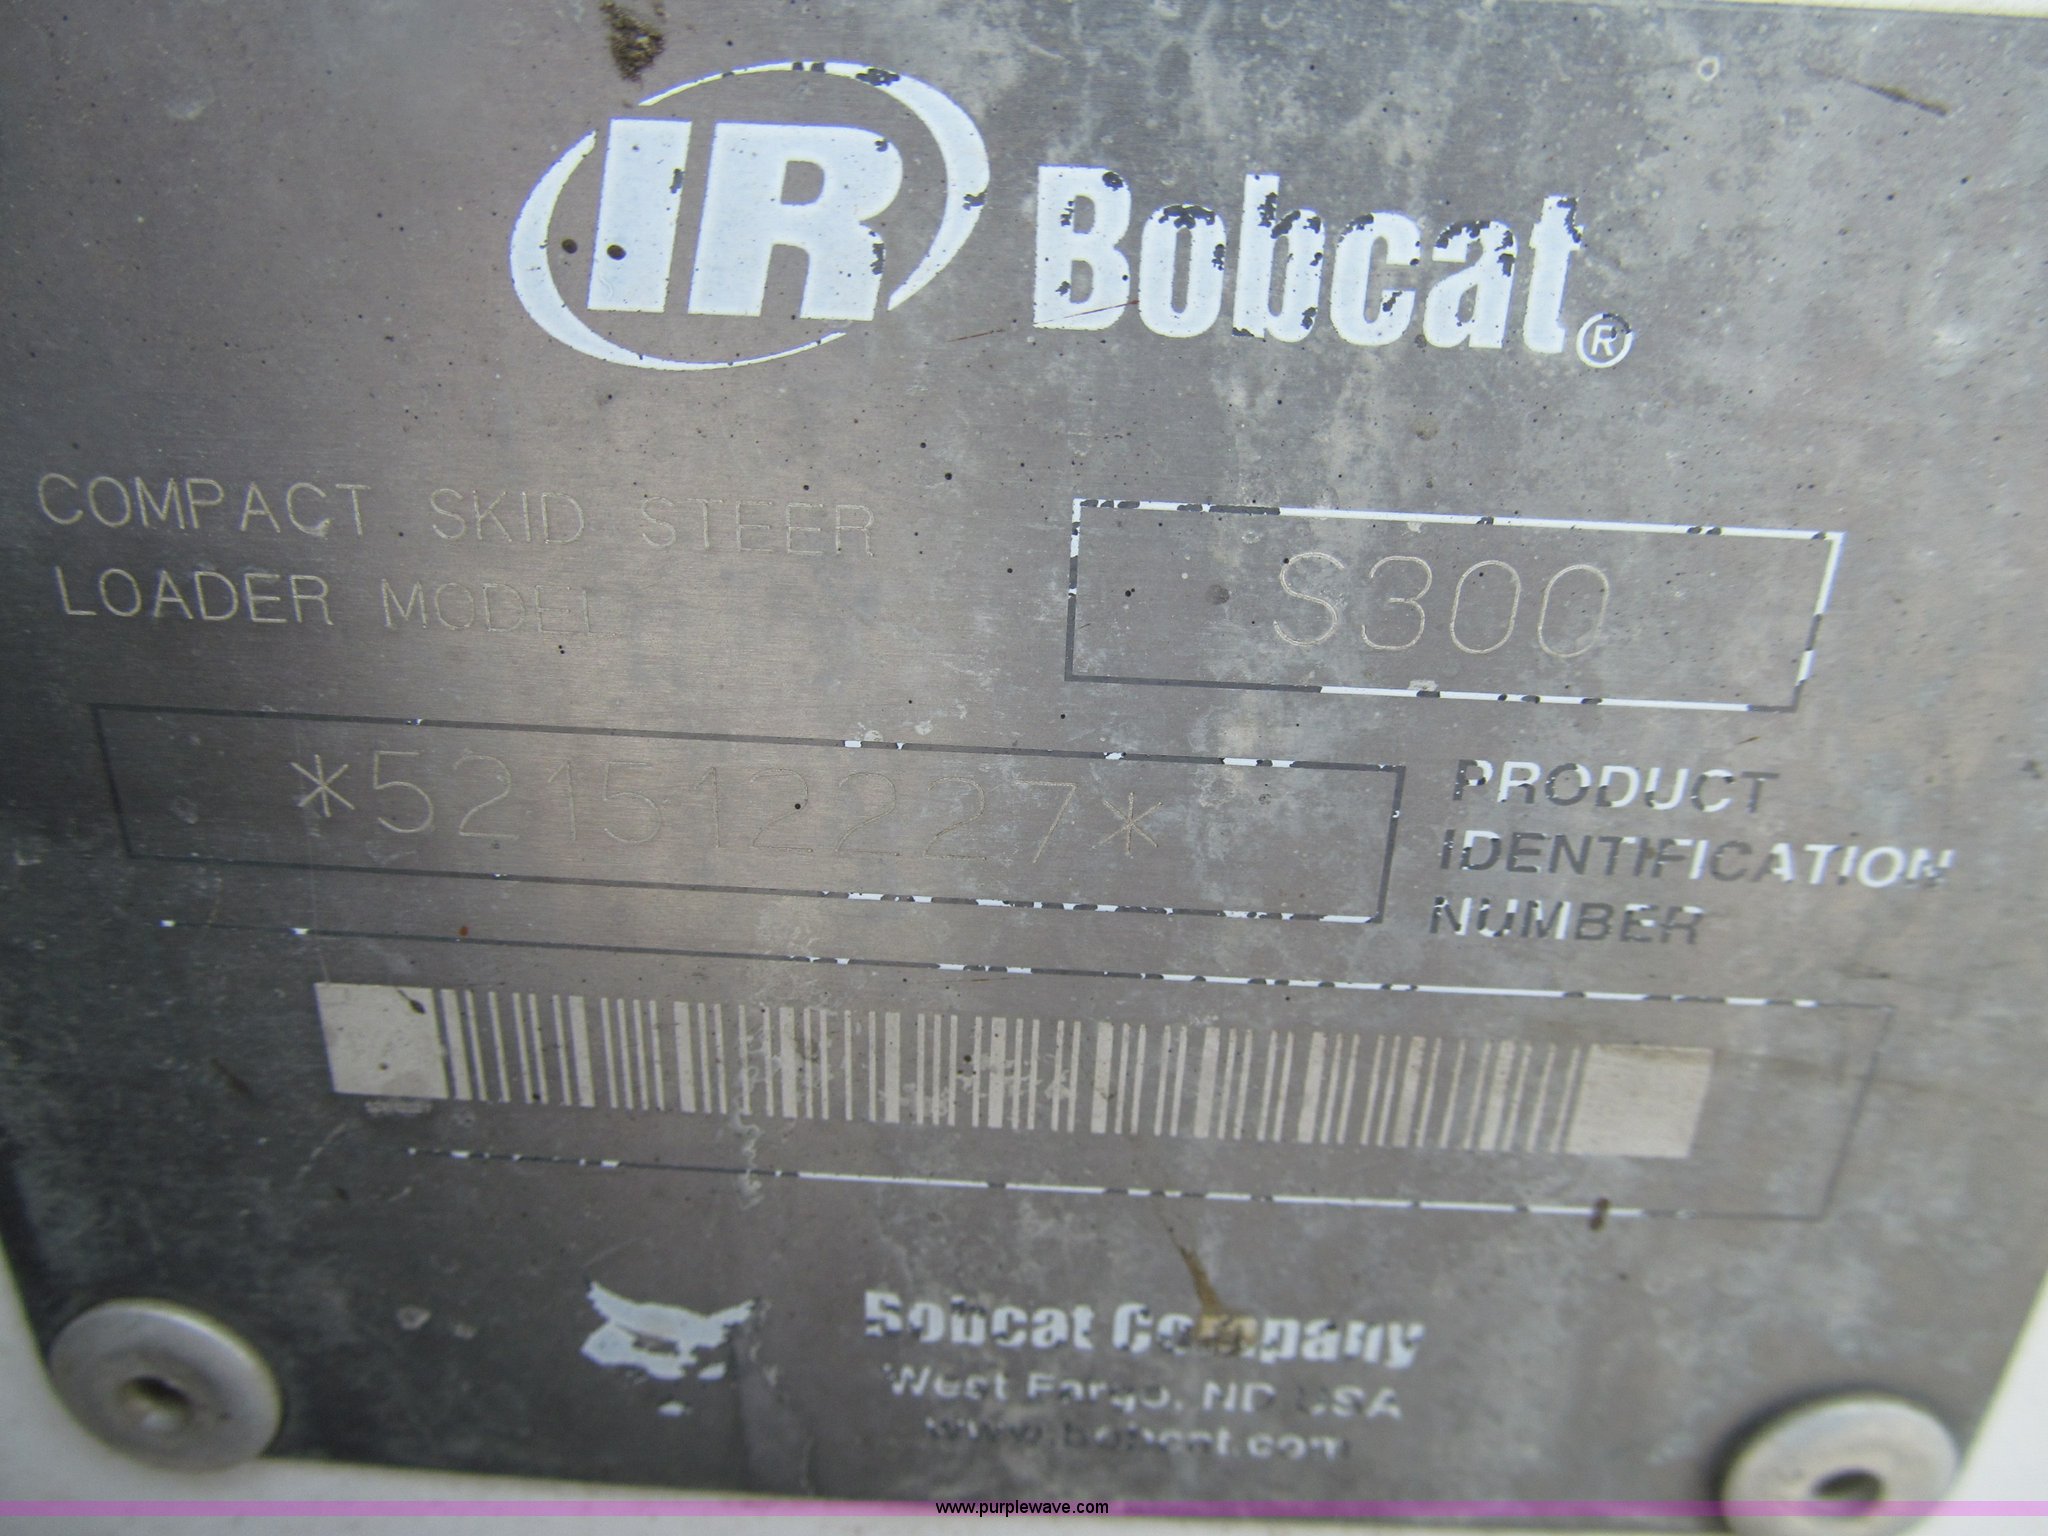 IR Bobcat®
COMPACT SKID STEER
LOADER MODEL
S300
*521512227*
PRODUCT
IDENTIFICATION
NUMBER
Bobcat Company
West Fargo, ND USA
www.bobcat.com
www.purplewave.com